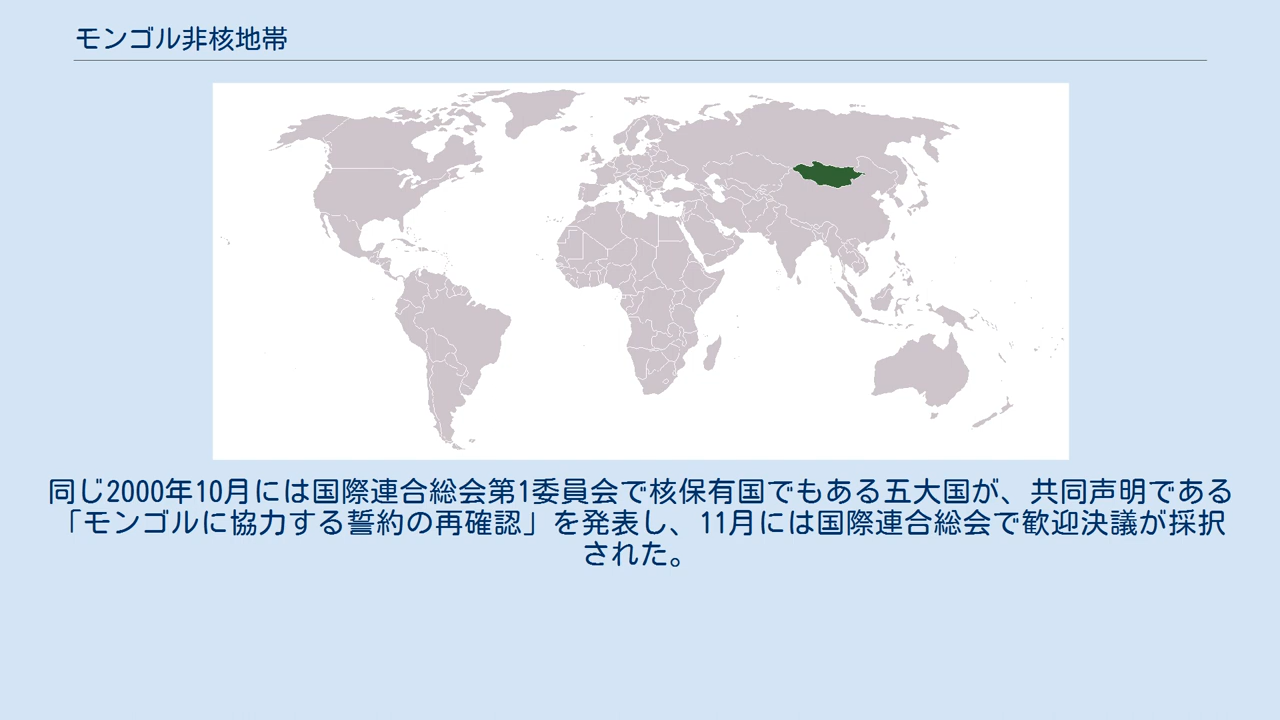 モンゴル非核地帯
同じ2000年10月には国際連合総会第1委員会で核保有国でもある五大国が、共同声明である
「モンゴルに協力する誓約の再確認」を発表し、11月には国際連合総会で歓迎決議が採択
された。